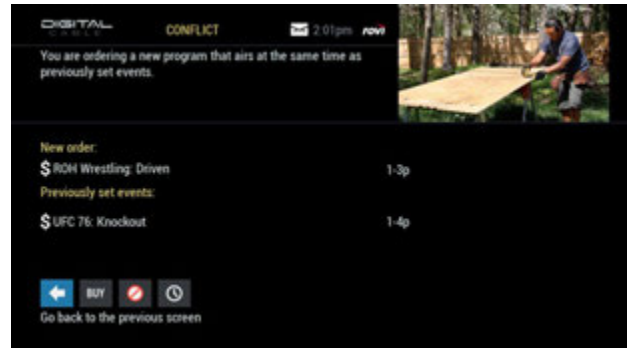 DIGITAL CABLE
CONFLICT
2:01pm rovi
You are ordering a new program that airs at the same time as
previously set events.
New order:
$ ROH Wrestling: Driven 1-3p
Previously set events:
$ UFC 76: Knockout 1-4p
BUY
Go back to the previous screen